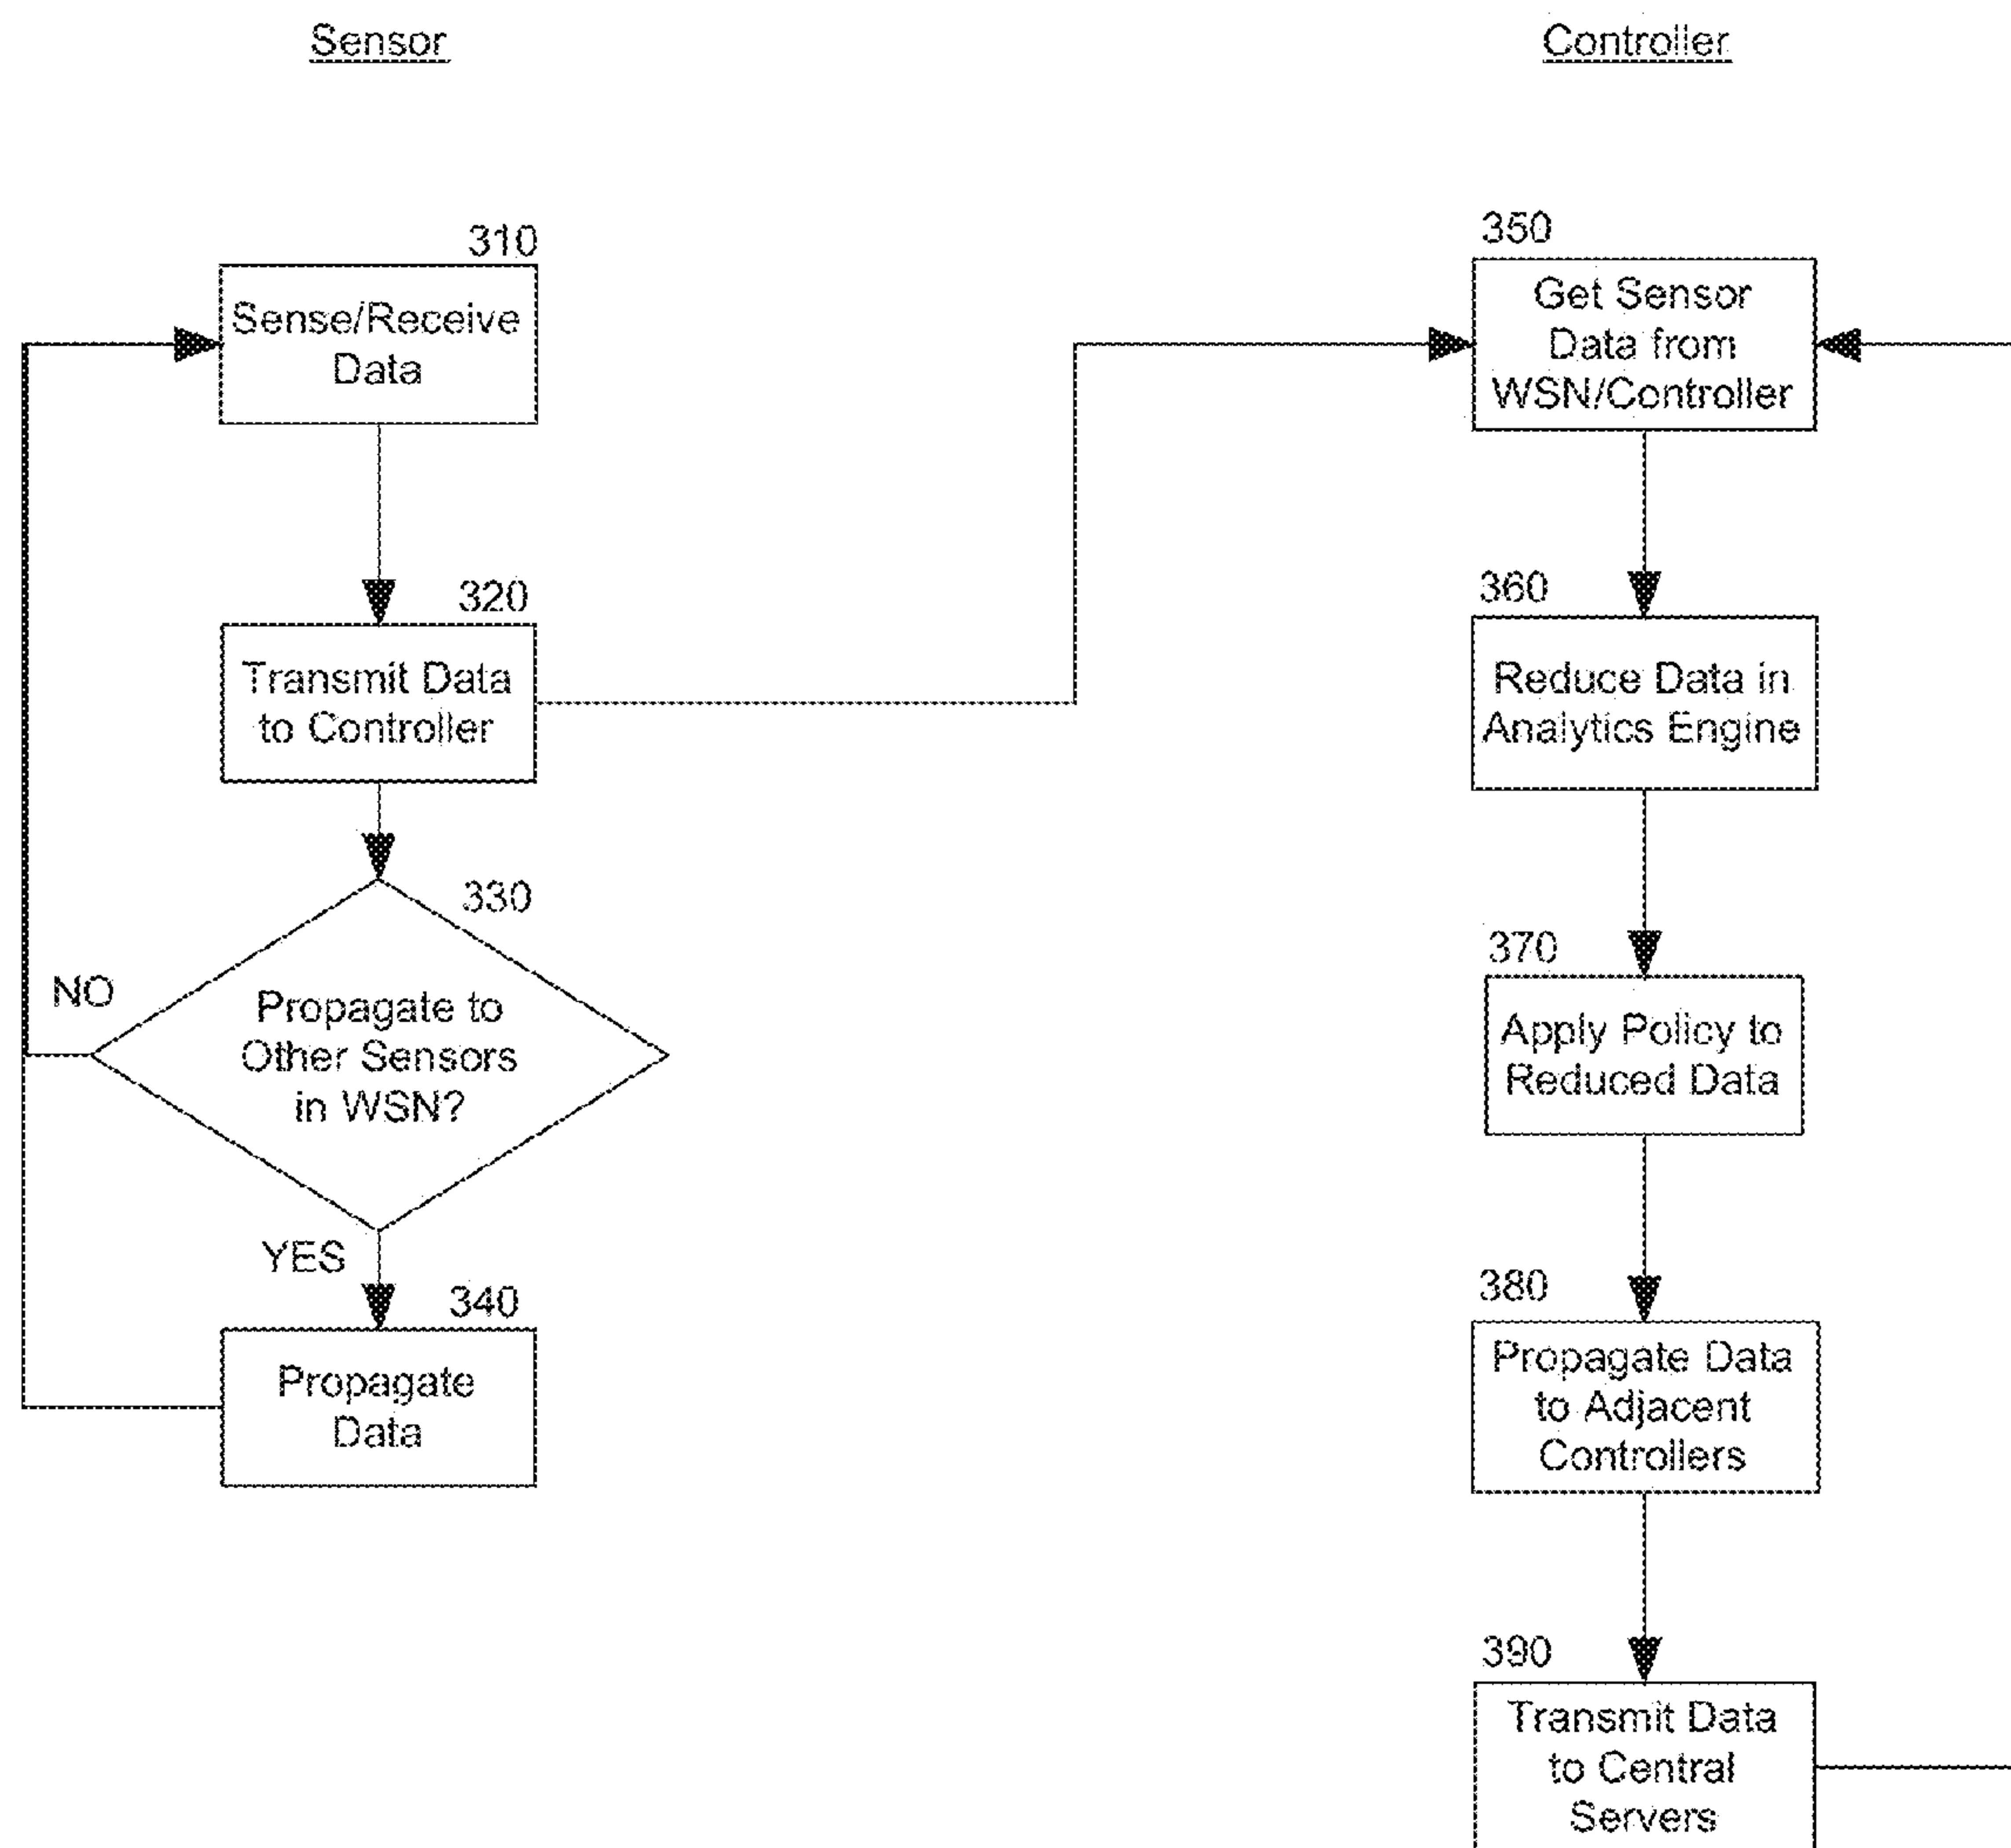 Sensor
Controller
310
Sense/Receive
Data
320
Transmit Data
to Controller
330
NO
Propagate to
Other Sensors
in WSN?
YES
340
Propagate
Data
350
Get Sensor
Data from
WSN/Controller
360
Reduce Data in
Analytics Engine
370
Apply Policy to
Reduced Data
380
Propagate Data
to Adjacent
Controllers
390
Transmit Data
to Central
Servers